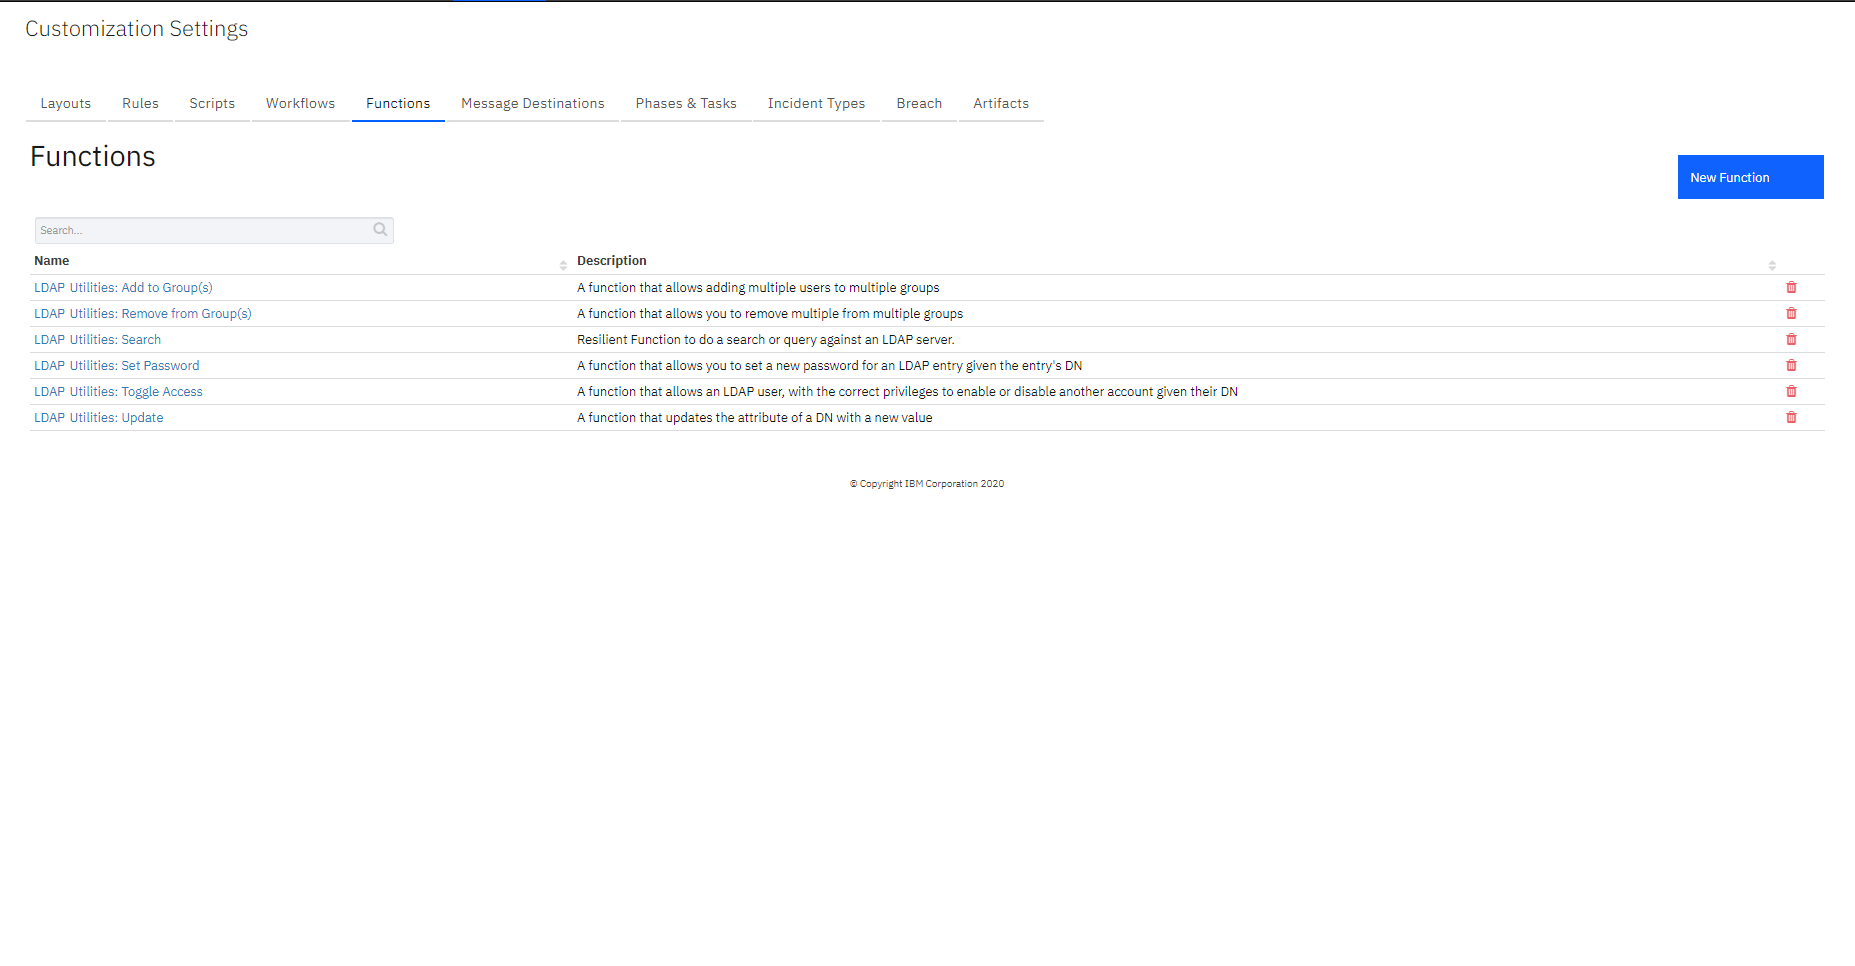 Customization Settings
Layouts Rules Scripts Workflows Functions Message Destinations Phases & Tasks Incident Types Breach Artifacts
Functions
New Function
Search...
Name Description
LDAP Utilities: Add to Group(s) A function that allows adding multiple users to multiple groups
LDAP Utilities: Remove from Group(s) A function that allows you to remove multiple from multiple groups
LDAP Utilities: Search Resilient Function to do a search or query against an LDAP server.
LDAP Utilities: Set Password A function that allows you to set a new password for an LDAP entry given the entry's DN
LDAP Utilities: Toggle Access A function that allows an LDAP user, with the correct privileges to enable or disable another account given their DN
LDAP Utilities: Update A function that updates the attribute of a DN with a new value
© Copyright IBM Corporation 2020